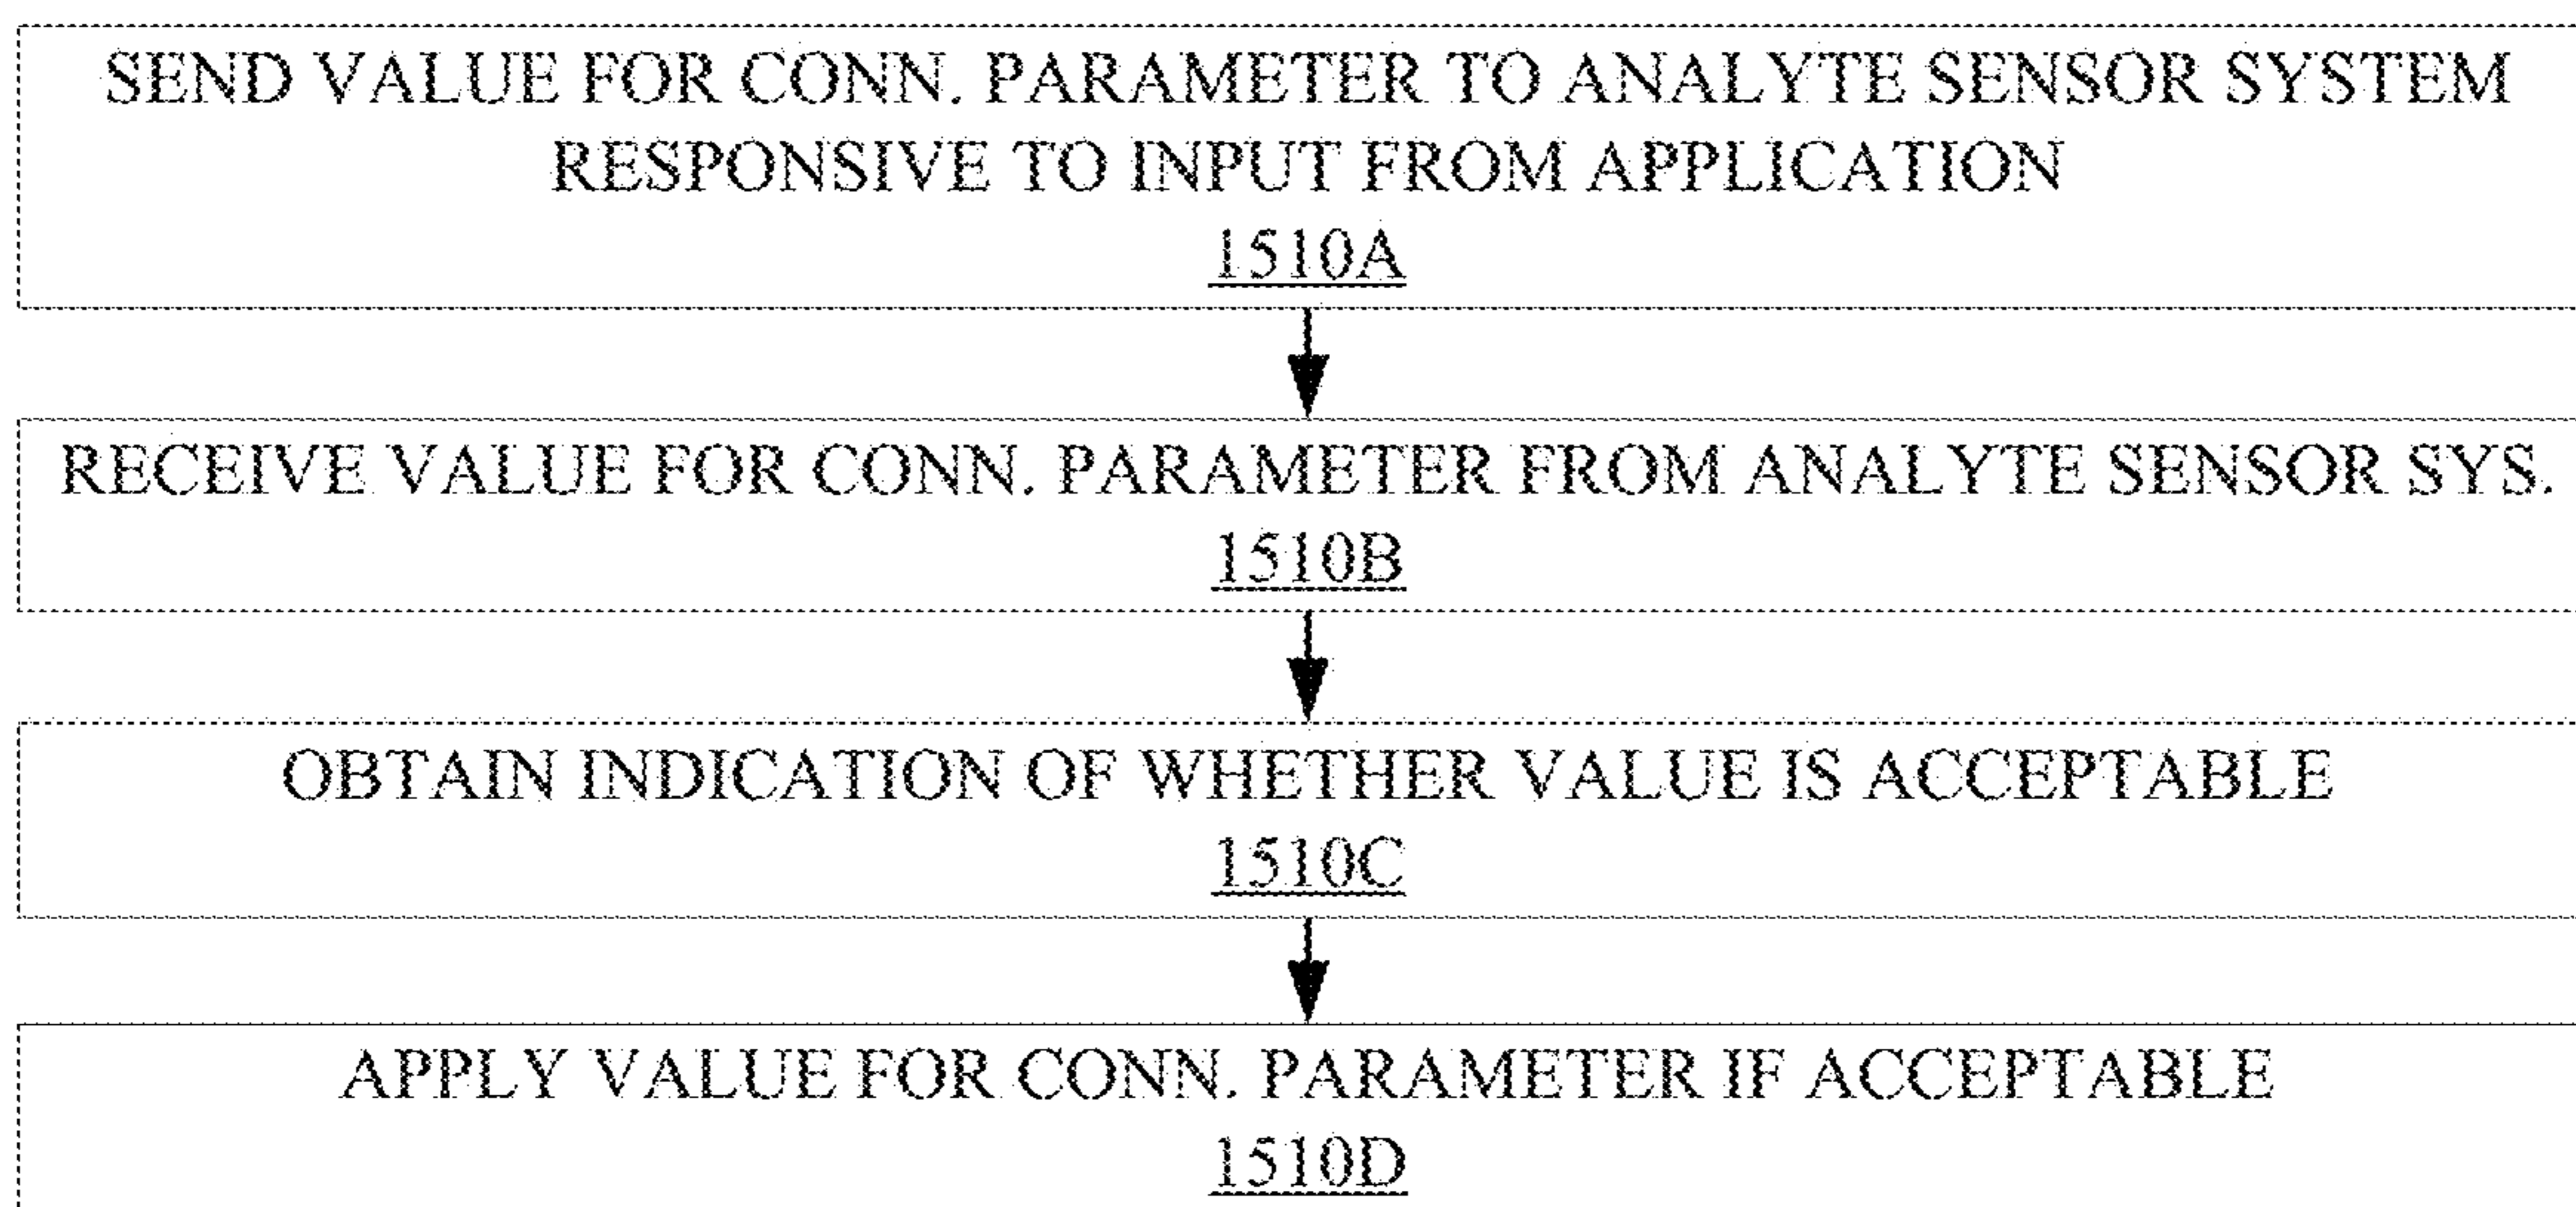 SEND VALUE FOR CONN. PARAMETER TO ANALYTE SENSOR SYSTEM
RESPONSIVE TO INPUT FROM APPLICATION
1510A
RECEIVE VALUE FOR CONN. PARAMETER FROM ANALYTE SENSOR SYS.
1510B
OBTAIN INDICATION OF WHETHER VALUE IS ACCEPTABLE
1510C
APPLY VALUE FOR CONN. PARAMETER IF ACCEPTABLE
1510D